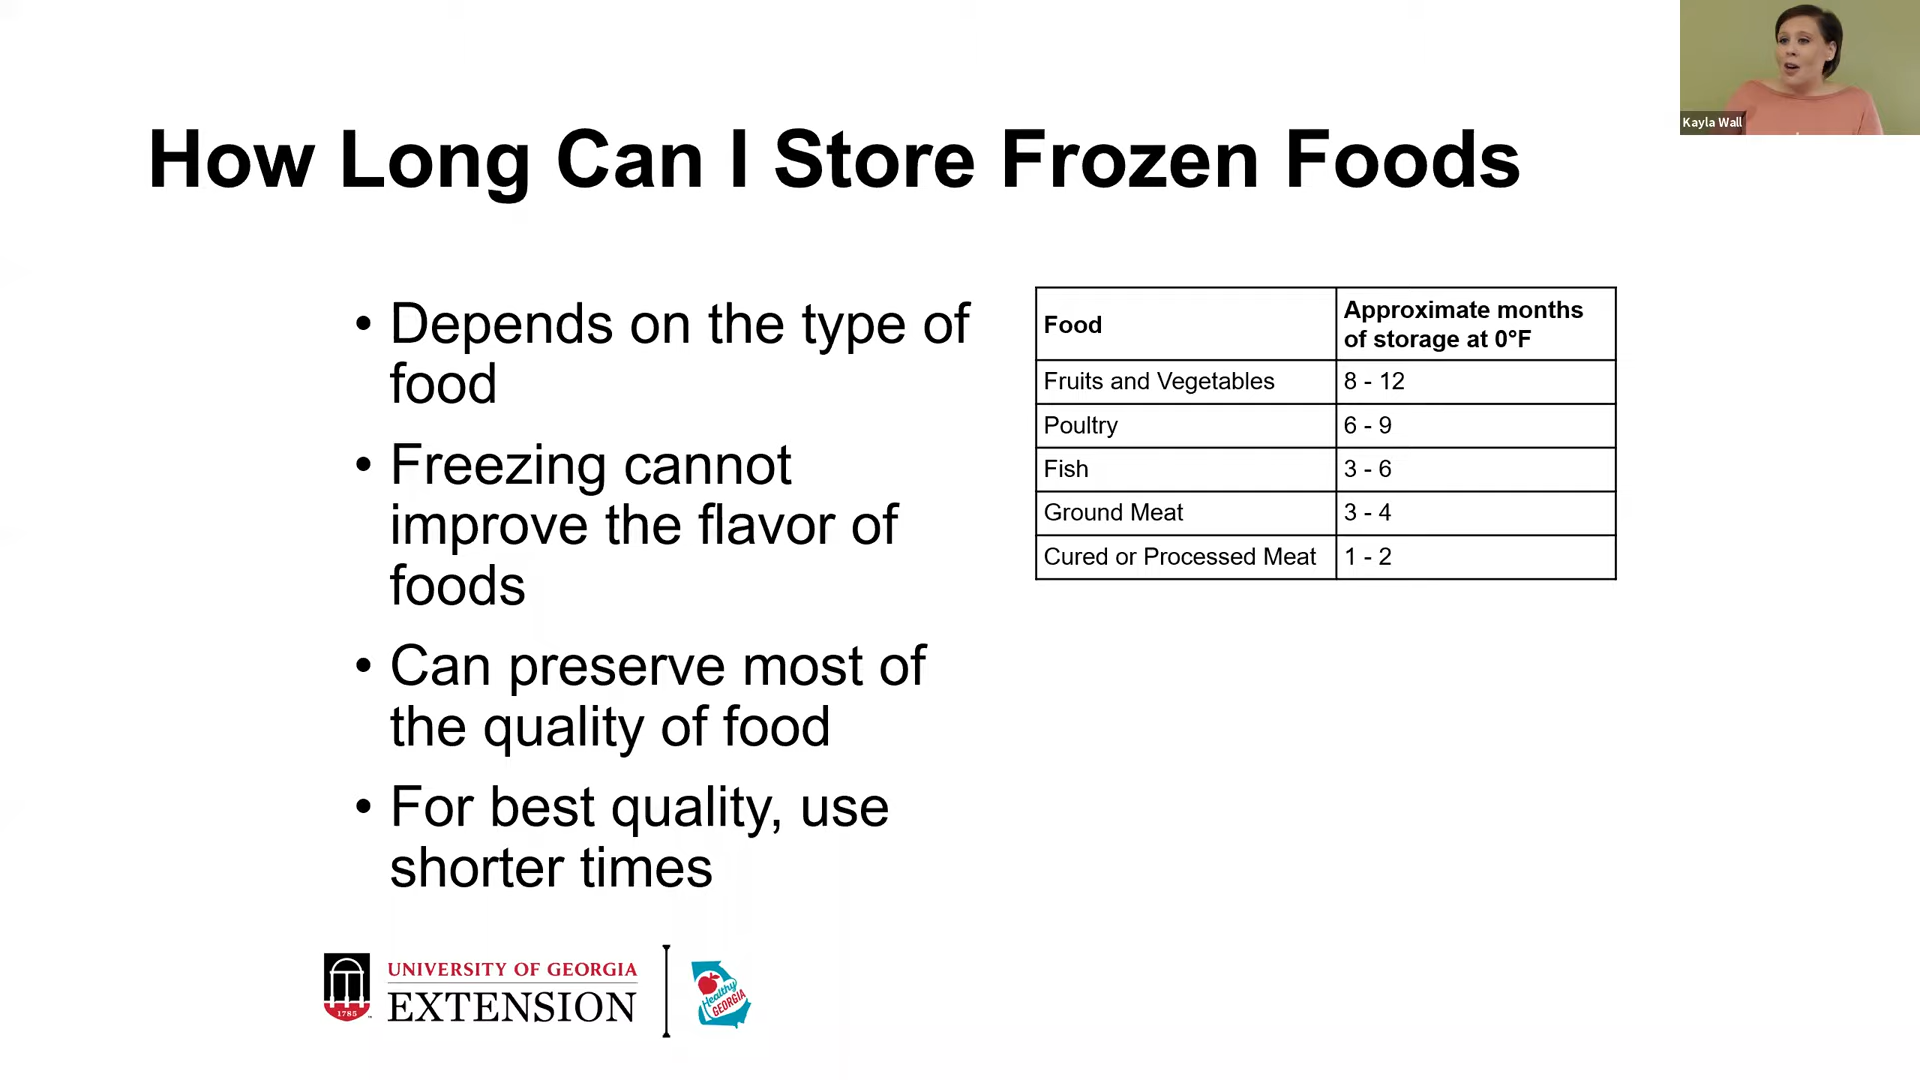 Kayla Wall
How Long Can I Store Frozen Foods
• Depends on the type of
food
• Freezing cannot
improve the flavor of
foods
• Can preserve most of
the quality of food
• For best quality, use
shorter times
Food
Approximate months
of storage at 0°F
Fruits and Vegetables 8 - 12
Poultry 6 - 9
Fish 3 - 6
Ground Meat 3 - 4
Cured or Processed Meat 1 - 2
1785
UNIVERSITY OF GEORGIA
EXTENSION
Healthy
GEORGIA